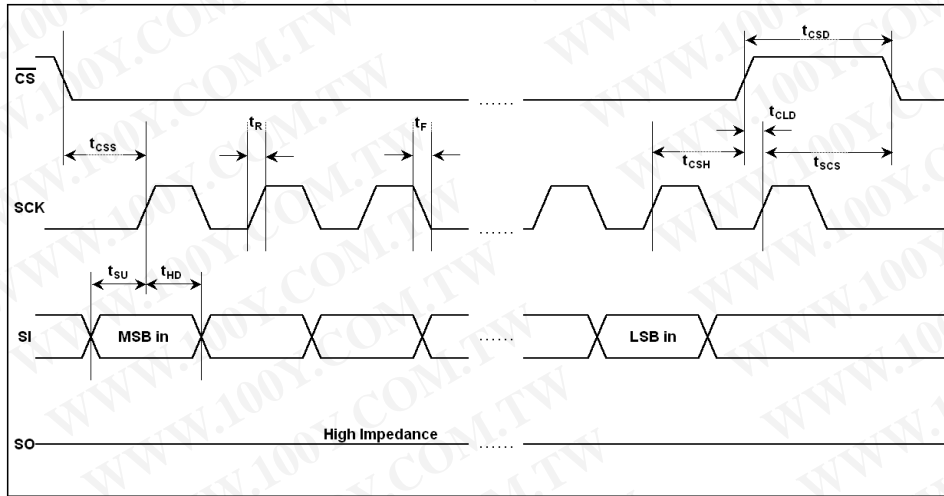 tCSD
CS
tCLD
tR
tF
tCSS
tCSH
tSCS
SCK
......
......
tSU
tHD
SI
MSB in
......
LSB in
SO
High Impedance
......
WWW.100Y.COM.TW